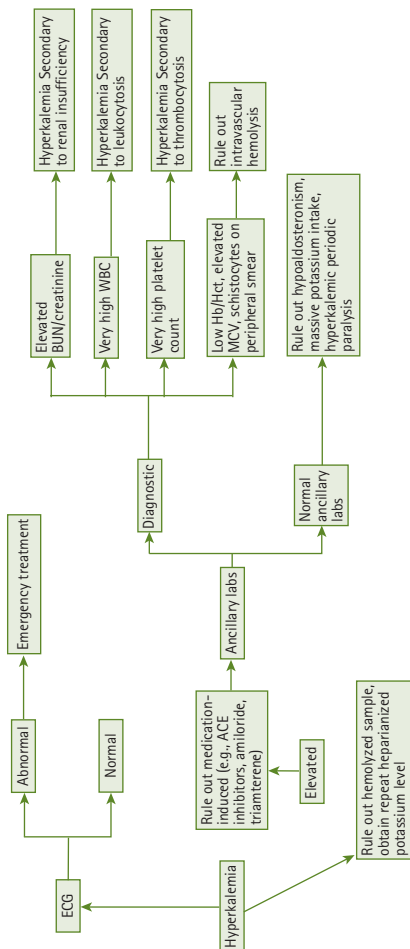 Hyperkalemia
ECG
Abnormal
Emergency treatment
Normal
Rule out hemolyzed sample,
obtain repeat heparianized
potassium level
Elevated
Rule out medication-
induced (e.g., ACE
inhibitors, amiloride,
triamterene)
Ancillary labs
Diagnostic
Elevated
BUN/creatinine
Hyperkalemia Secondary
to renal insufficiency
Very high WBC
Hyperkalemia Secondary
to leukocytosis
Very high platelet
count
Hyperkalemia Secondary
to thrombocytosis
Low Hb/Hct, elevated
MCV, schistocytes on
peripheral smear
Rule out
intravascular
hemolysis
Normal
ancillary
labs
Rule out hypoaldosteronism,
massive potassium intake,
hyperkalemic periodic
paralysis